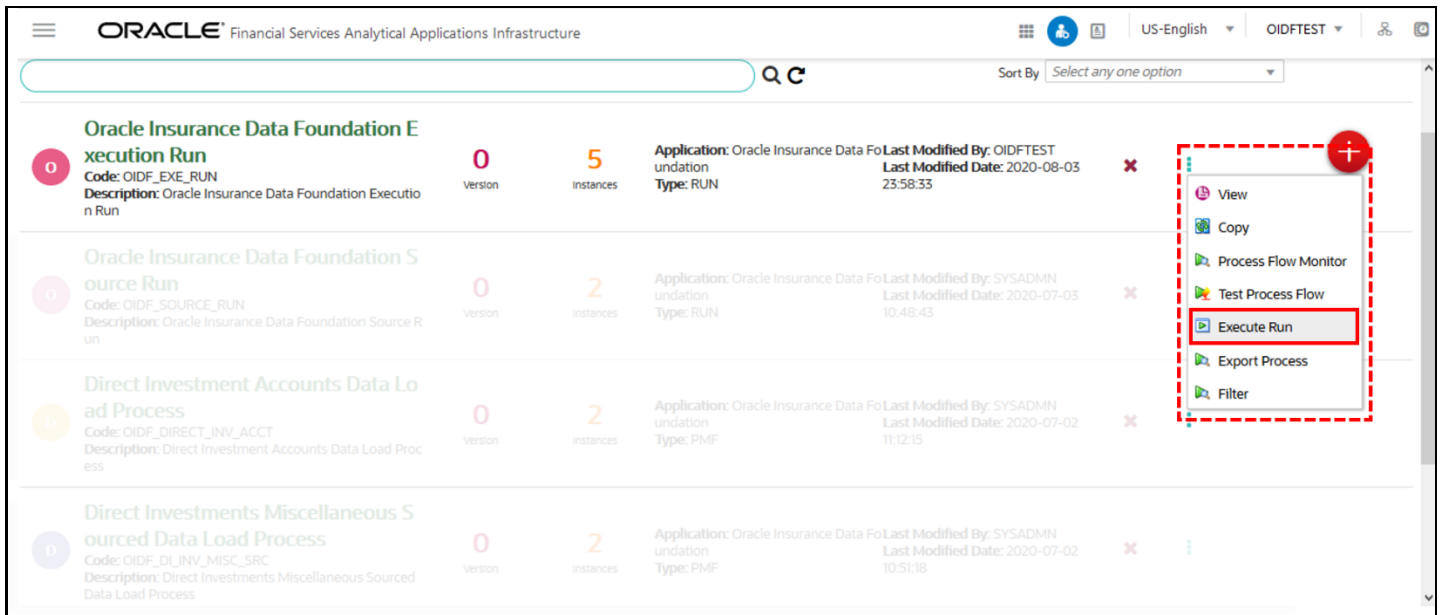 ORACLE Financial Services Analytical Applications Infrastructure
US-English
OIDFTEST
Sort By Select any one option
Oracle Insurance Data Foundation E
xecution Run
Code: OIDF_EXE_RUN
Description: Oracle Insurance Data Foundation Executio
n Run
O
0
Version
5
Instances
Application: Oracle Insurance Data Fo
undation
Type: RUN
Last Modified By: OIDFTEST
Last Modified Date: 2020-08-03
23:58:33
View
Copy
Process Flow Monitor
Test Process Flow
Execute Run
Export Process
Filter
Oracle Insurance Data Foundation S
ource Run
Code: OIDF_SOURCE_RUN
Description: Oracle Insurance Data Foundation Source R
un
O
0
Version
2
Instances
Application: Oracle Insurance Data Fo
undation
Type: RUN
Last Modified By: SYSADMN
Last Modified Date: 2020-07-03
10:48:43
Direct Investment Accounts Data Lo
ad Process
Code: OIDF_DIRECT_INV_ACCT
Description: Direct Investment Accounts Data Load Proc
ess
D
0
Version
2
Instances
Application: Oracle Insurance Data Fo
undation
Type: PMF
Last Modified By: SYSADMN
Last Modified Date: 2020-07-02
11:12:15
Direct Investments Miscellaneous S
ourced Data Load Process
Code: OIDF_DI_INV_MISC_SRC
Description: Direct Investments Miscellaneous Sourced
Data Load Process
D
0
Version
2
Instances
Application: Oracle Insurance Data Fo
undation
Type: PMF
Last Modified By: SYSADMN
Last Modified Date: 2020-07-02
10:51:18